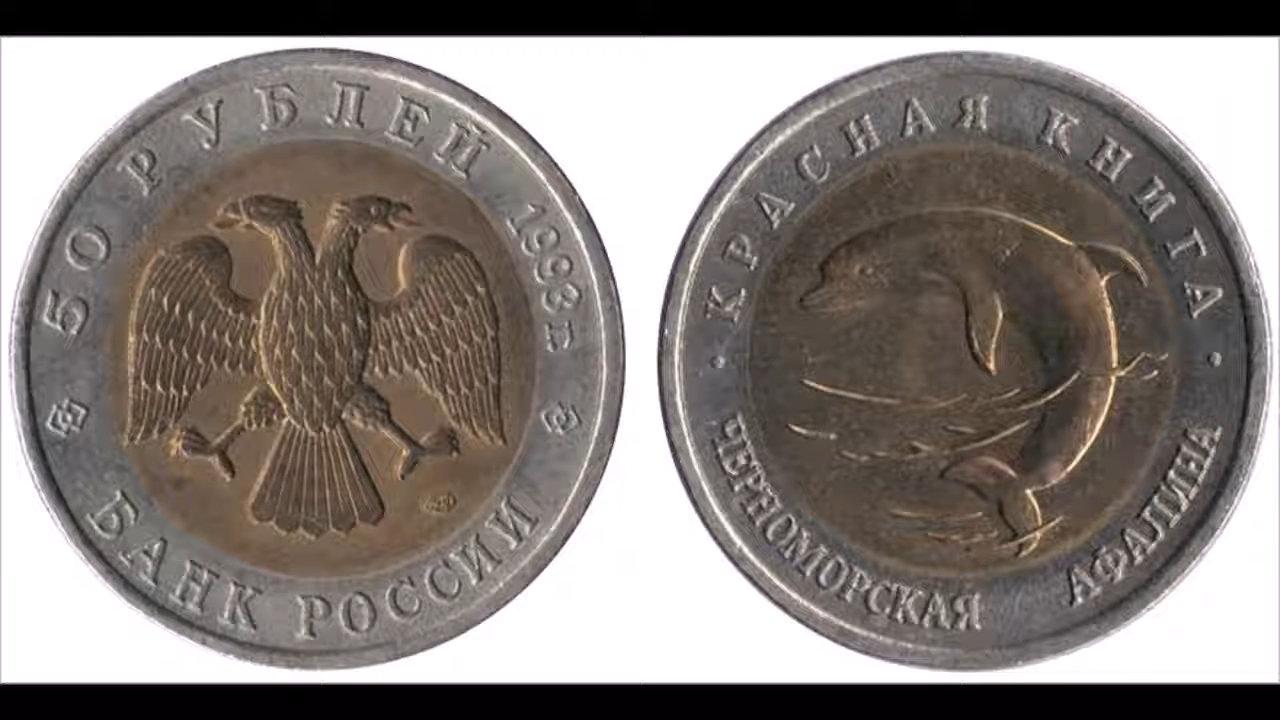 50 РУБЛЕЙ 1993 г.
БАНК РОССИИ
КРАСНАЯ КНИГА
ЧЕРНОМОРСКАЯ АФАЛИНА